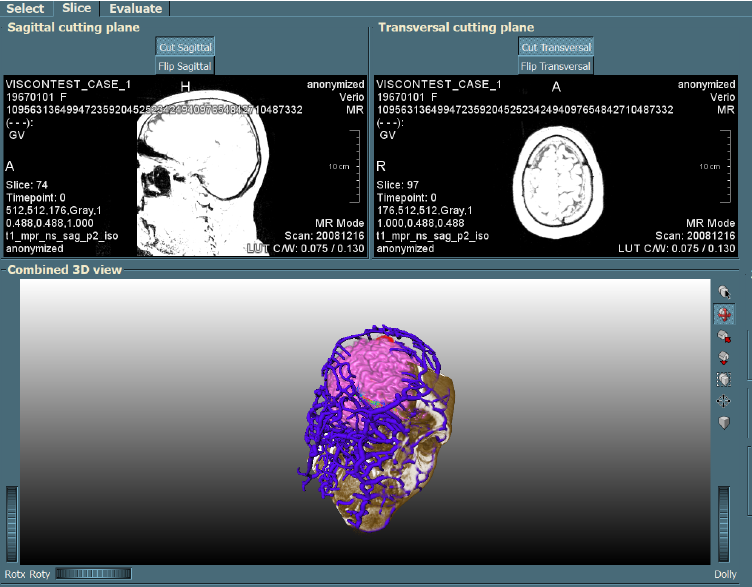 Select Slice Evaluate
Sagittal cutting plane
Cut Sagittal
Flip Sagittal
VISCONTEST_CASE_1
19670101 F
(- - -):
GV
H
anonymized
Verio
MR
A
10 cm
Slice: 74
Timepoint: 0
512,512,176,Gray,1
0.488,0.488,1.000
t1_mpr_ns_sag_p2_iso
anonymized
MR Mode
Scan: 20081216
LUT C/W: 0.075 / 0.130
Transversal cutting plane
Cut Transversal
Flip Transversal
VISCONTEST_CASE_1
19670101 F
(- - -):
GV
A
anonymized
Verio
MR
R
10 cm
Slice: 97
Timepoint: 0
176,512,512,Gray,1
1.000,0.488,0.488
t1_mpr_ns_sag_p2_iso
anonymized
MR Mode
Scan: 20081216
LUT C/W: 0.075 / 0.130
Combined 3D view
Rotx Roty
Dolly